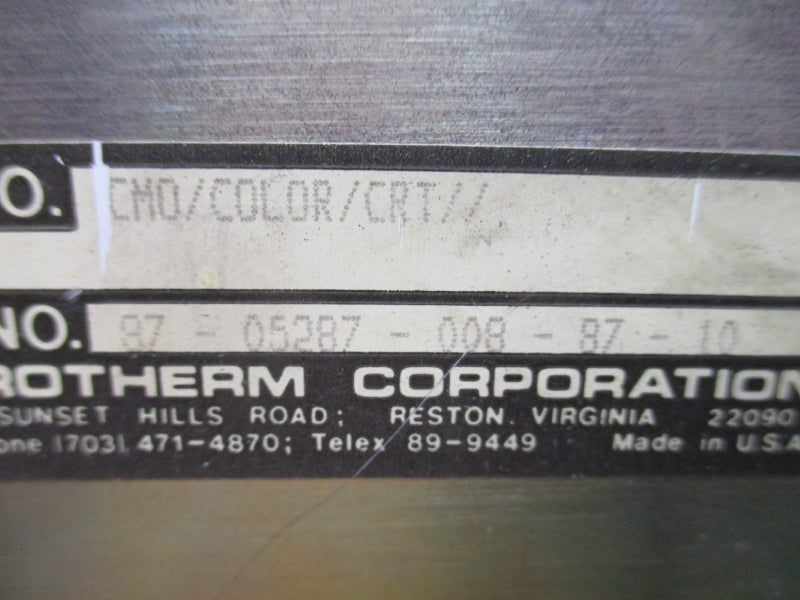 O. CMO/COLOR/CRT//
NO. 87 - 05287 - 008 - 87 - 10
ROTHERM CORPORATION
SUNSET HILLS ROAD; RESTON, VIRGINIA 22090
one (703) 471-4870; Telex 89-9449 Made in U.S.A